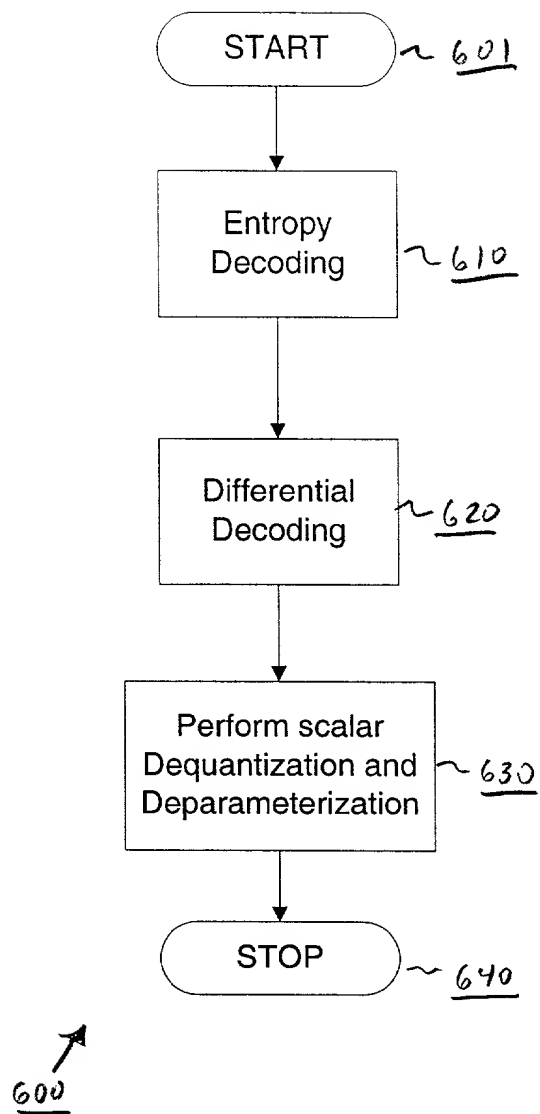 START
601
Entropy
Decoding
610
Differential
Decoding
620
Perform scalar
Dequantization and
Deparameterization
630
STOP
640
600